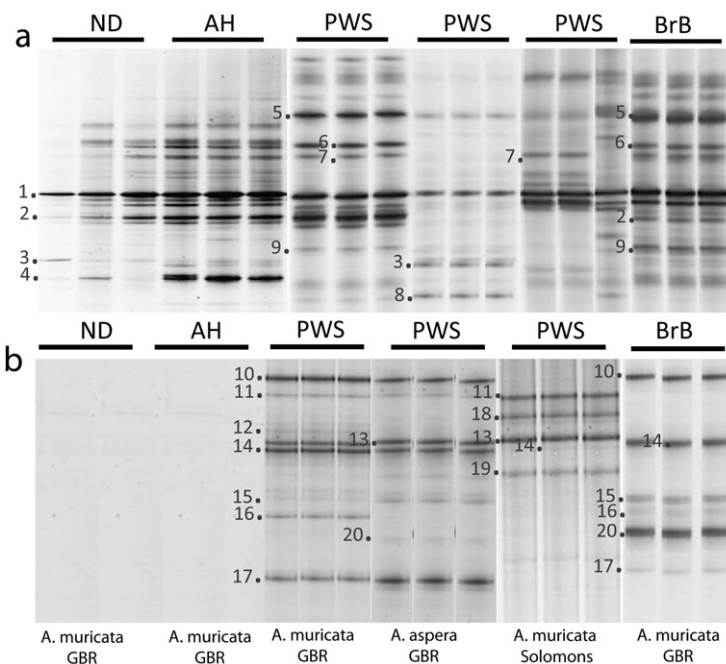 a
ND AH PWS PWS PWS BrB
5. 5.
6. 6.
7. 7.
1.
2. 2.
9. 9.
3. 3.
4. 8.
b
ND AH PWS PWS PWS BrB
10. 10.
11. 11.
12. 18.
13. 13.
14. 14. 14.
19.
15. 15.
16. 16.
20. 20.
17. 17.
A. muricata A. muricata A. muricata A. aspera A. muricata A. muricata
GBR GBR GBR GBR Solomons GBR